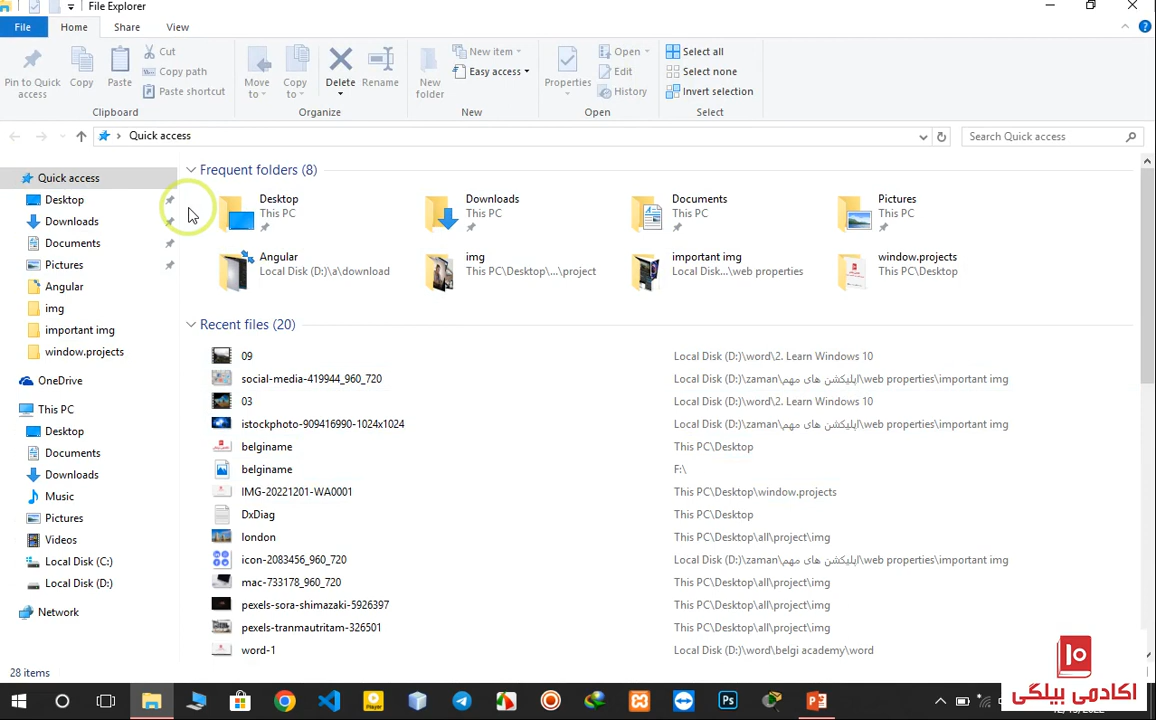 File Explorer
File Home Share View
Pin to Quick access
Copy
Paste
Cut
Copy path
Paste shortcut
Clipboard
Move to
Copy to
Delete
Rename
Organize
New folder
New item
Easy access
New
Properties
Open
Edit
History
Open
Select all
Select none
Invert selection
Select
Quick access
Search Quick access
Quick access
Desktop
Downloads
Documents
Pictures
Angular
img
important img
window.projects
OneDrive
This PC
Desktop
Documents
Downloads
Music
Pictures
Videos
Local Disk (C:)
Local Disk (D:)
Network
Frequent folders (8)
Desktop
This PC
Downloads
This PC
Documents
This PC
Pictures
This PC
Angular
Local Disk (D:)\a\download
img
This PC\Desktop\...\project
important img
Local Disk...\web properties
window.projects
This PC\Desktop
Recent files (20)
09 Local Disk (D:)\word\2. Learn Windows 10
social-media-419944_960_720 Local Disk (D:)\zaman\اپلیکشن های مهم\web properties\important img
03 Local Disk (D:)\word\2. Learn Windows 10
istockphoto-909416990-1024x1024 Local Disk (D:)\zaman\اپلیکشن های مهم\web properties\important img
belginame This PC\Desktop
belginame F:\
IMG-20221201-WA0001 This PC\Desktop\window.projects
DxDiag This PC\Desktop
london This PC\Desktop\all\project\img
icon-2083456_960_720 Local Disk (D:)\zaman\اپلیکشن های مهم\web properties\important img
mac-733178_960_720 This PC\Desktop\all\project\img
pexels-sora-shimazaki-5926397 This PC\Desktop\all\project\img
pexels-tranmautritam-326501 This PC\Desktop\all\project\img
word-1 Local Disk (D:)\word\belgi academy\word
28 items
Player
Ps
اکادمی بیلگی